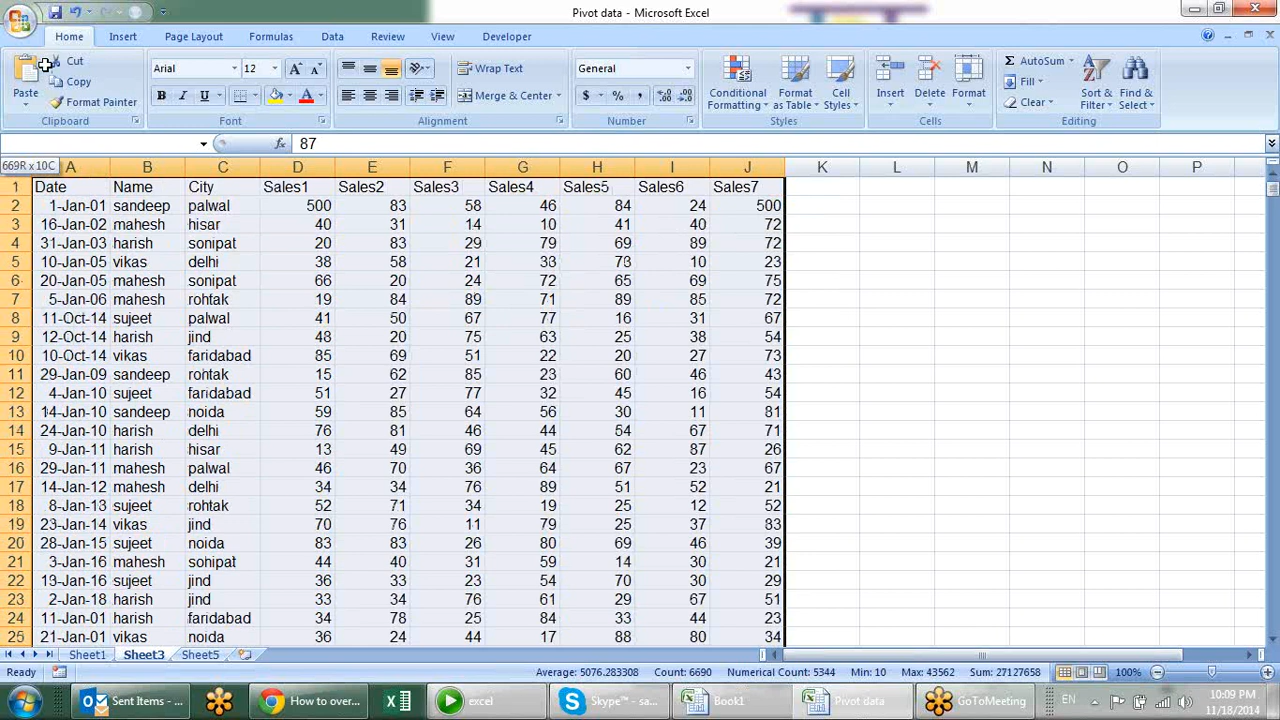 Pivot data - Microsoft Excel
Home Insert Page Layout Formulas Data Review View Developer
Cut
Copy
Format Painter
Paste
Clipboard
Arial 12
Font
Wrap Text
Merge & Center
Alignment
General
Number
Conditional Formatting
Format as Table
Cell Styles
Styles
Insert Delete Format
Cells
AutoSum
Fill
Clear
Sort & Filter
Find & Select
Editing
87
669R x 10C A B C D E F G H I J K L M N O P
1 Date Name City Sales1 Sales2 Sales3 Sales4 Sales5 Sales6 Sales7
2 1-Jan-01 sandeep palwal 500 83 58 46 84 24 500
3 16-Jan-02 mahesh hisar 40 31 14 10 41 40 72
4 31-Jan-03 harish sonipat 20 83 29 79 69 89 72
5 10-Jan-05 vikas delhi 38 58 21 33 73 10 23
6 20-Jan-05 mahesh sonipat 66 20 24 72 65 69 75
7 5-Jan-06 mahesh rohtak 19 84 89 71 89 85 72
8 11-Oct-14 sujeet palwal 41 50 67 77 16 31 67
9 12-Oct-14 harish jind 48 20 75 63 25 38 54
10 10-Oct-14 vikas faridabad 85 69 51 22 20 27 73
11 29-Jan-09 sandeep rohtak 15 62 85 23 60 46 43
12 4-Jan-10 sujeet faridabad 51 27 77 32 45 16 54
13 14-Jan-10 sandeep noida 59 85 64 56 30 11 81
14 24-Jan-10 harish delhi 76 81 46 44 54 67 71
15 9-Jan-11 harish hisar 13 49 69 45 62 87 26
16 29-Jan-11 mahesh palwal 46 70 36 64 67 23 67
17 14-Jan-12 mahesh delhi 34 34 76 89 51 52 21
18 8-Jan-13 sujeet rohtak 52 71 34 19 25 12 52
19 23-Jan-14 vikas jind 70 76 11 79 25 37 83
20 28-Jan-15 sujeet noida 83 83 26 80 69 46 39
21 3-Jan-16 mahesh sonipat 44 40 31 59 14 30 21
22 13-Jan-16 sujeet jind 36 33 23 54 70 30 29
23 2-Jan-18 harish jind 33 34 76 61 29 67 51
24 11-Jan-01 harish faridabad 34 78 25 84 33 44 23
25 21-Jan-01 vikas noida 36 24 44 17 88 80 34
Sheet1 Sheet3 Sheet5
Ready Average: 5076.283308 Count: 6690 Numerical Count: 5344 Min: 10 Max: 43562 Sum: 27127658 100%
Sent Items - ... How to over... excel Skype™ - sa... Book1 Pivot data GoToMeeting EN 10:09 PM
11/18/2014